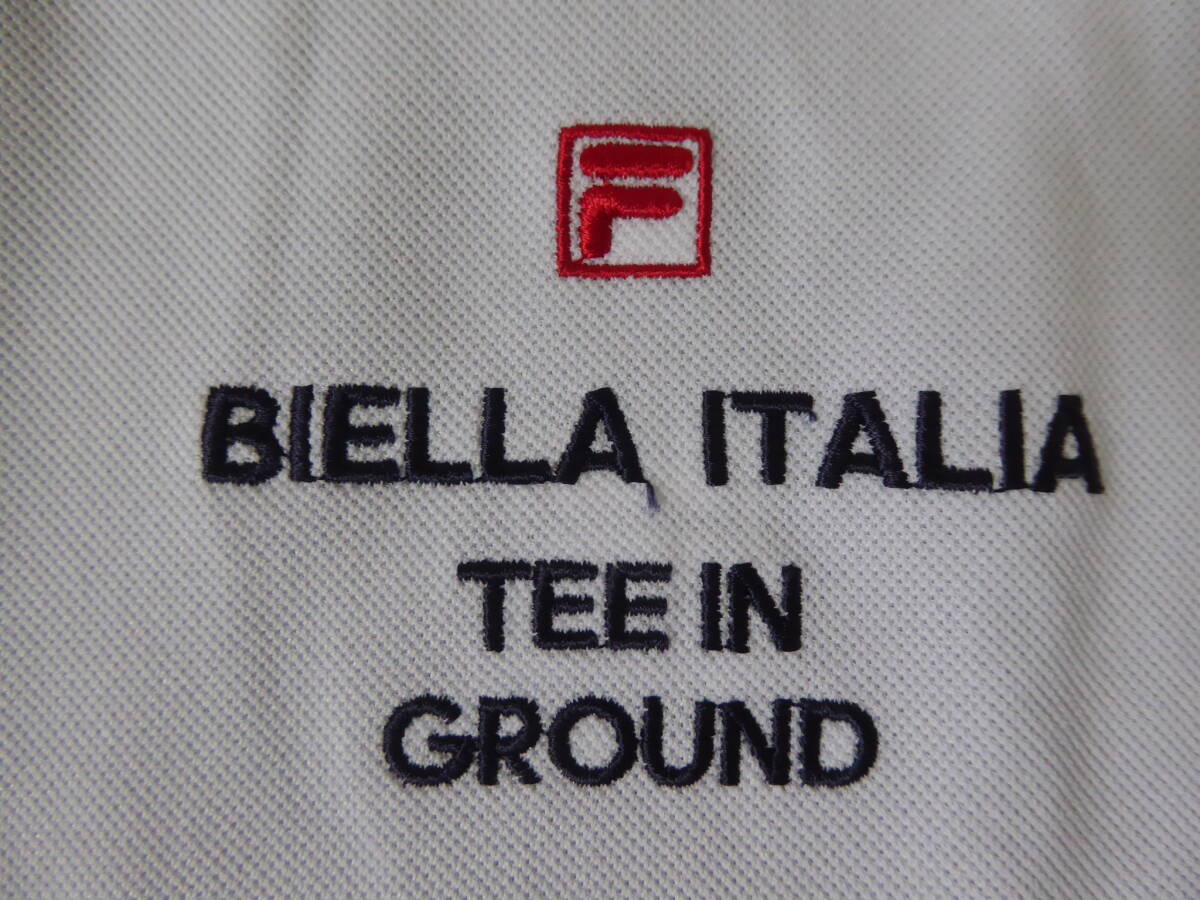 F
BIELLA ITALIA
TEE IN
GROUND